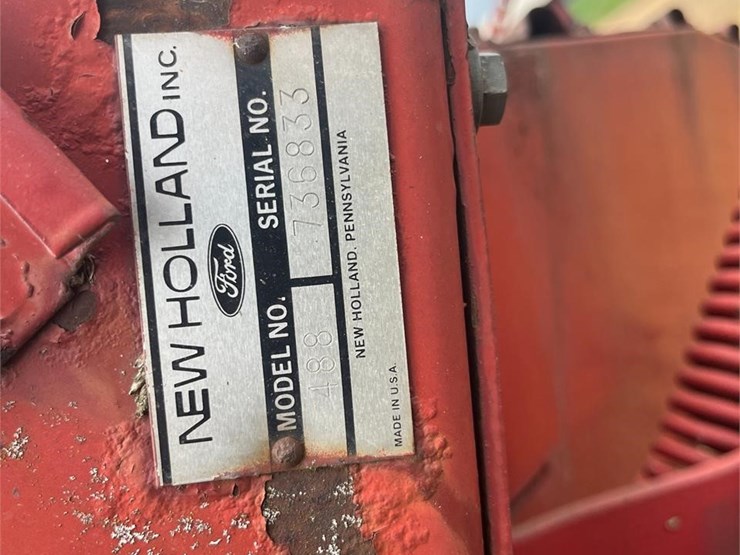 NEW HOLLAND INC.
Ford
MODEL NO. SERIAL NO.
488 736833
NEW HOLLAND, PENNSYLVANIA
MADE IN U.S.A.